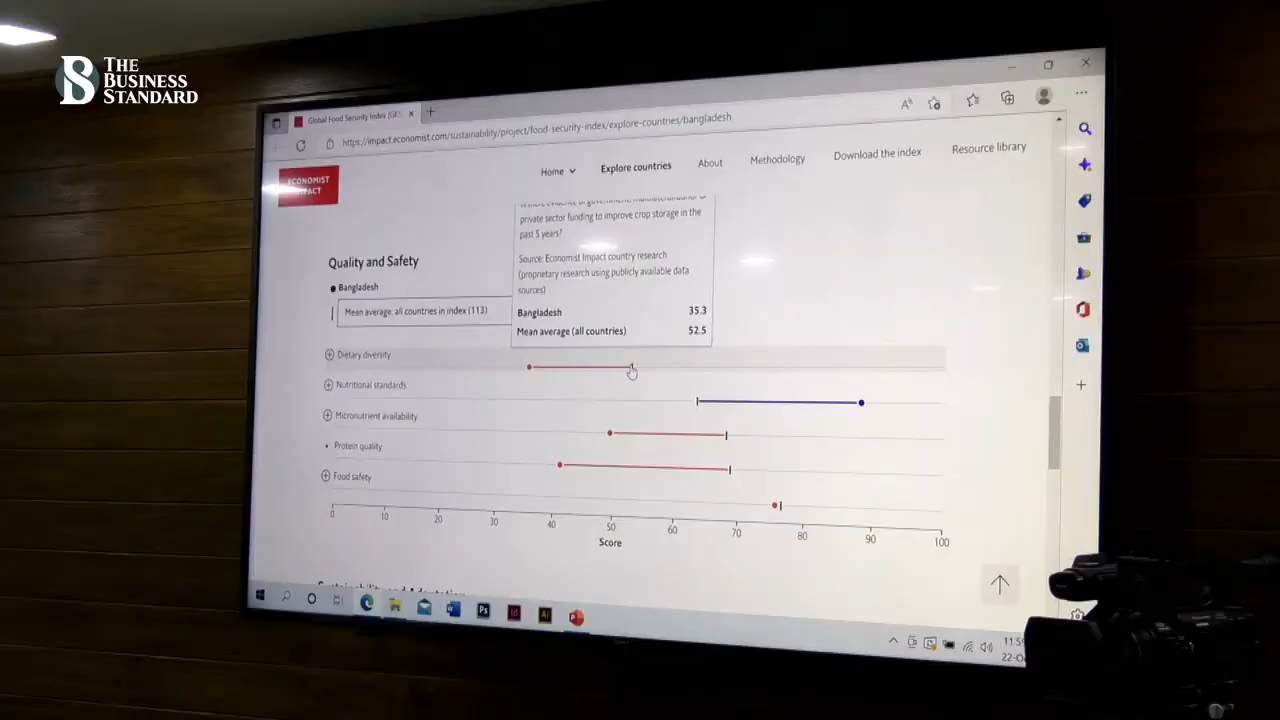 THE
BUSINESS
STANDARD
Global Food Security Index (GFS
https://impact.economist.com/sustainability/project/food-security-index/explore-countries/bangladesh
ECONOMIST
IMPACT
Home
Explore countries
About
Methodology
Download the index
Resource library
private sector funding to improve crop storage in the
past 5 years?
Source: Economist Impact country research
(proprietary research using publicly available data
sources)
Bangladesh 35.3
Mean average (all countries) 52.5
Quality and Safety
Bangladesh
Mean average: all countries in index (113)
Dietary diversity
Nutritional standards
Micronutrient availability
Protein quality
Food safety
0 10 20 30 40 50 60 70 80 90 100
Score
11:5
22-O